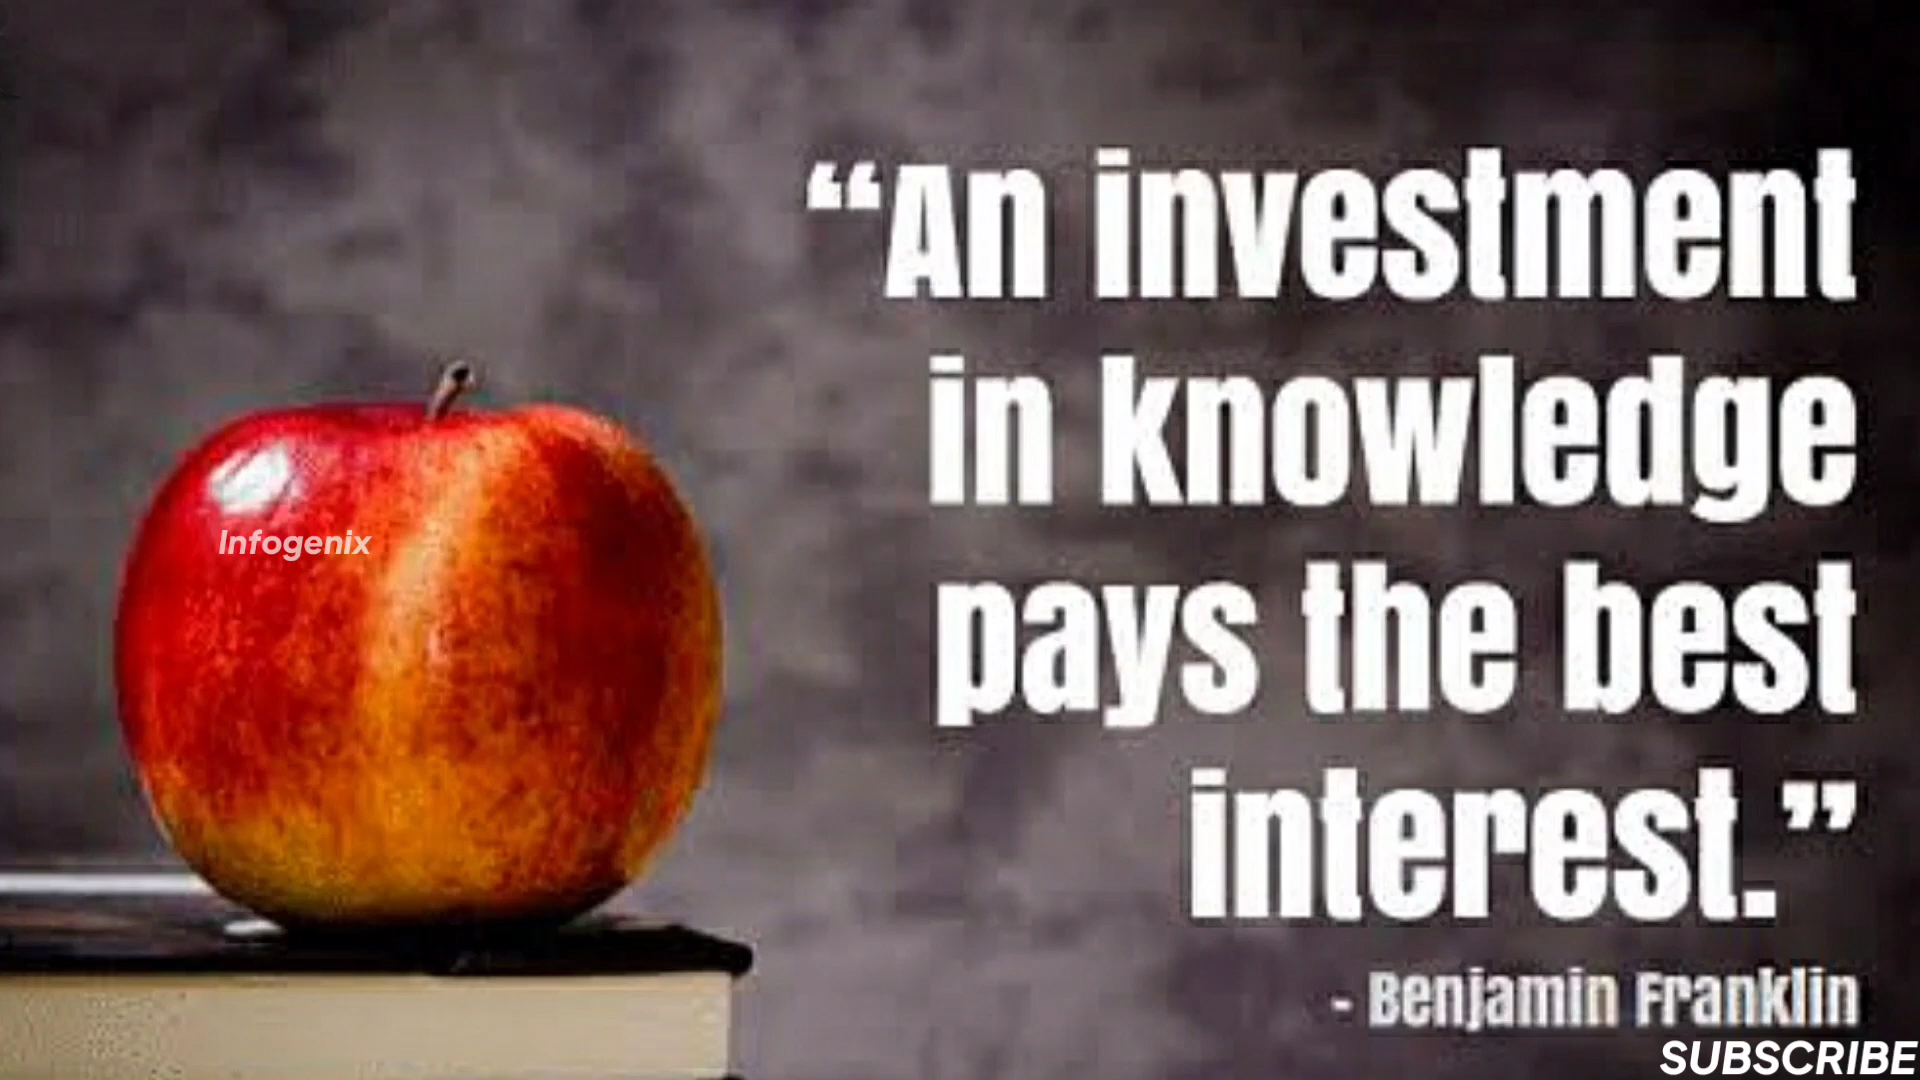 “An investment
in knowledge
pays the best
interest.”
- Benjamin Franklin
Infogenix
SUBSCRIBE